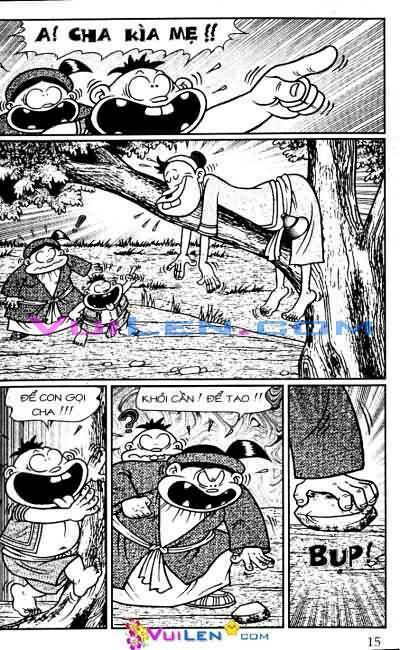 A! CHA KÌA MẸ!!
!
VuiLen.com
ĐỂ CON GỌI
CHA !!!
?
KHỎI CẦN! ĐỂ TAO !!
BỤP!
15
VuiLen.com